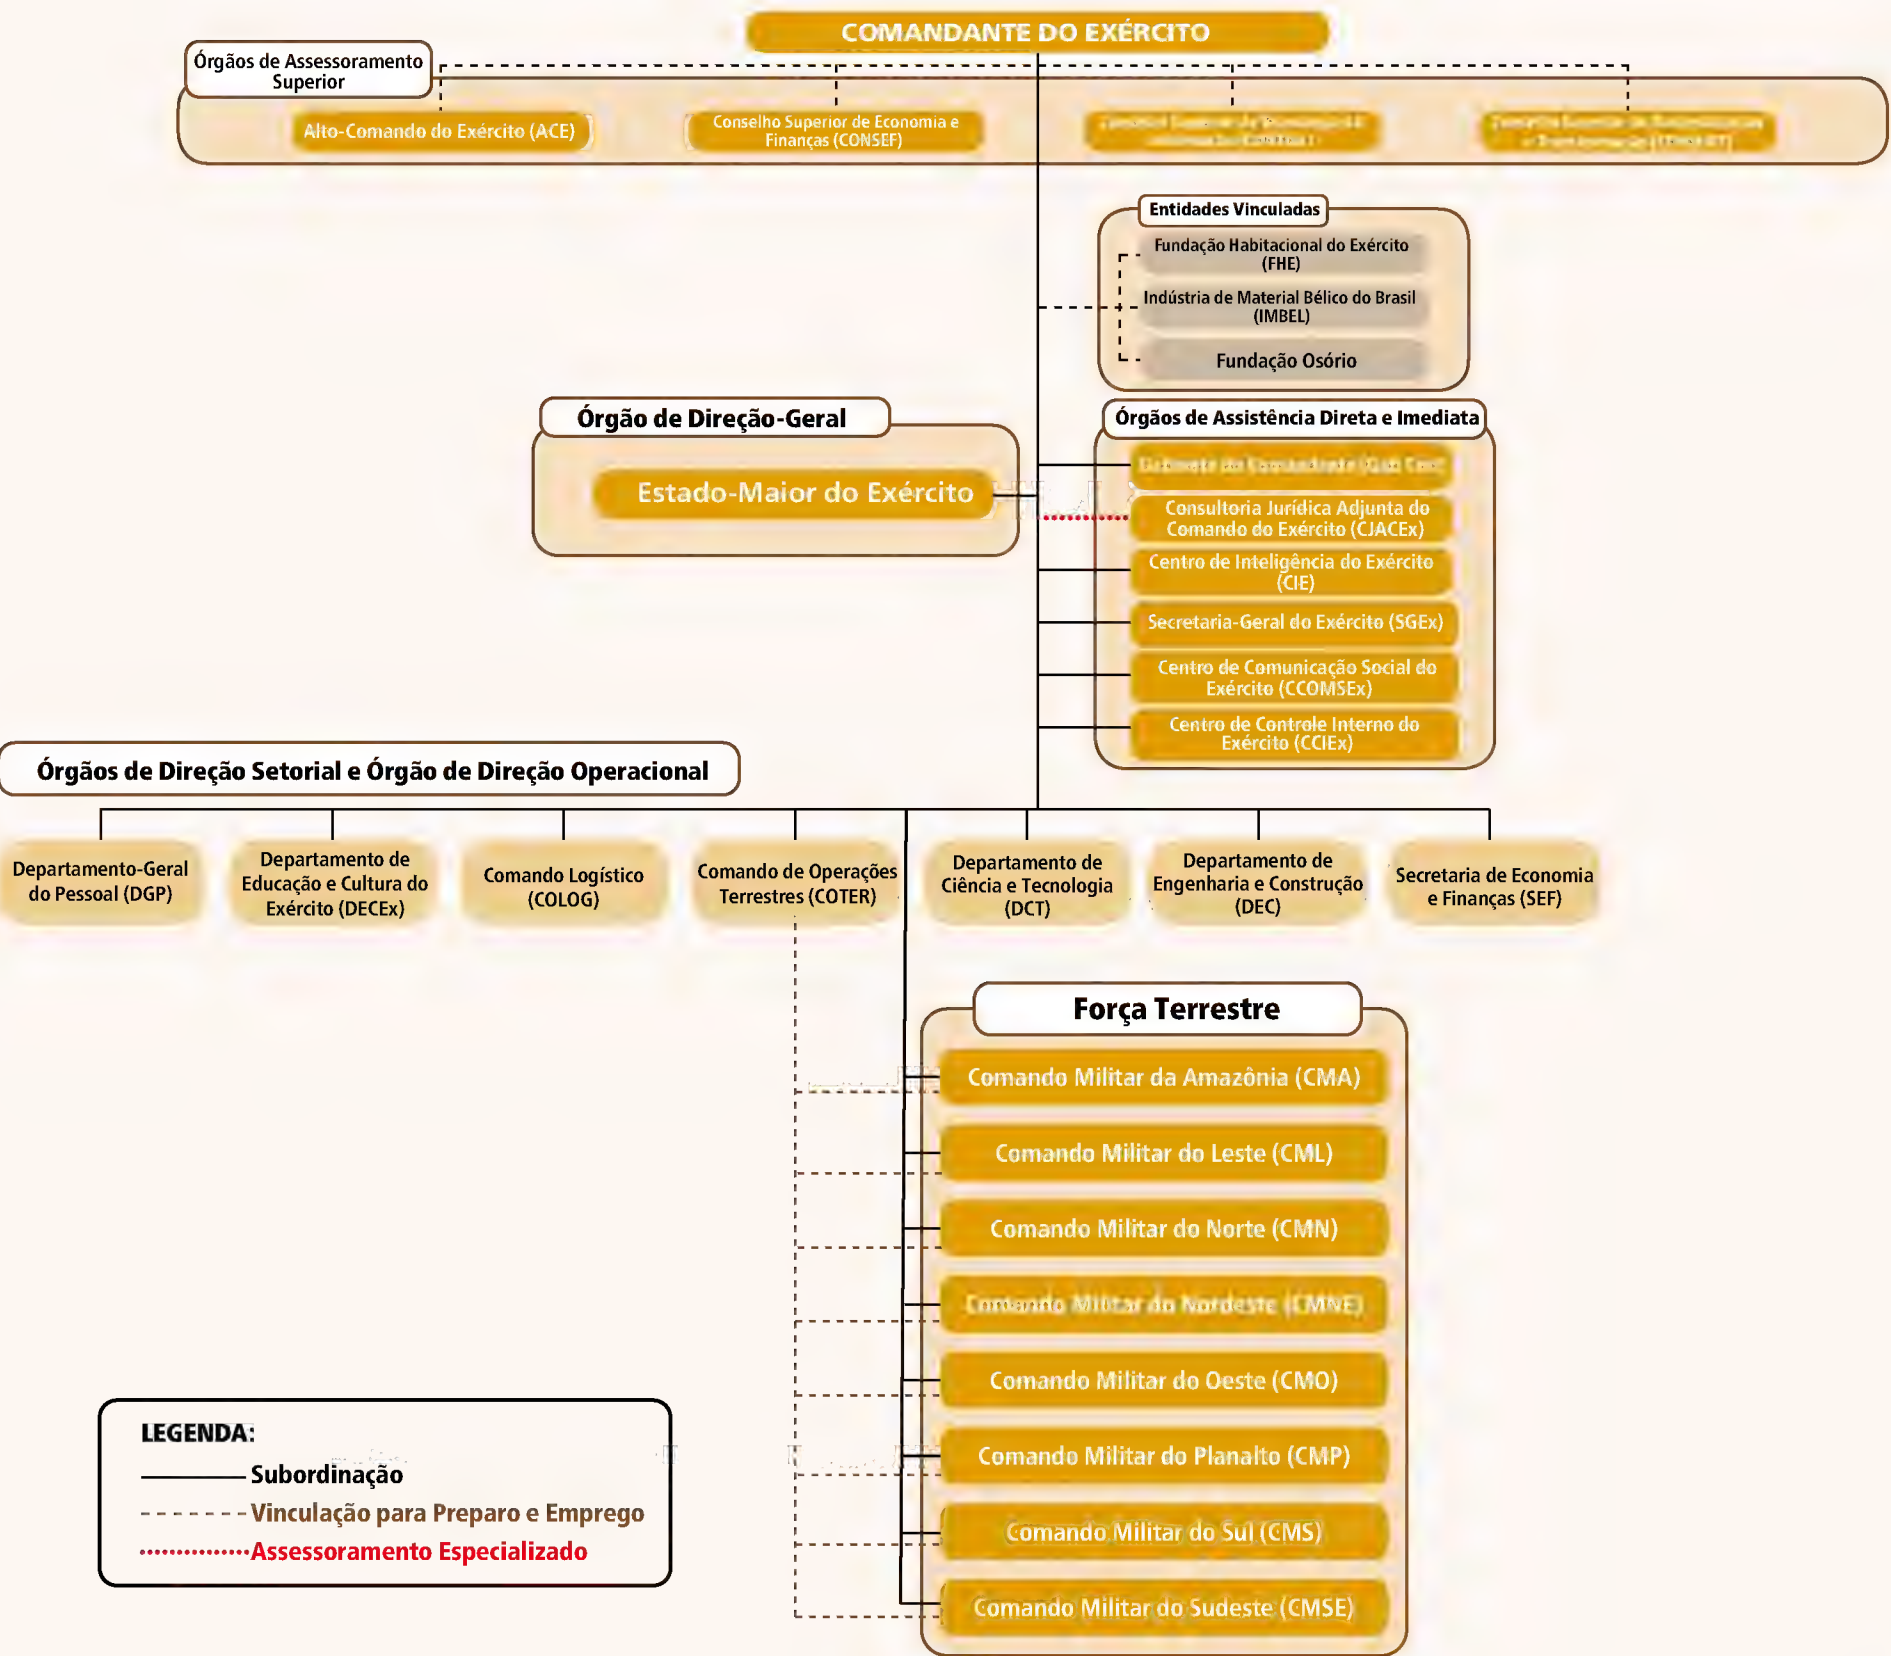 COMANDANTE DO EXÉRCITO
Órgãos de Assessoramento
Superior
Alto-Comando do Exército (ACE)
Conselho Superior de Economia e
Finanças (CONSEF)
Entidades Vinculadas
Fundação Habitacional do Exército
(FHE)
Indústria de Material Bélico do Brasil
(IMBEL)
Fundação Osório
Órgão de Direção-Geral
Estado-Maior do Exército
Órgãos de Assistência Direta e Imediata
Consultoria Jurídica Adjunta do
Comando do Exército (CJACEx)
Centro de Inteligência do Exército
(CIE)
Secretaria-Geral do Exército (SGEx)
Centro de Comunicação Social do
Exército (CCOMSEx)
Centro de Controle Interno do
Exército (CCIEx)
Órgãos de Direção Setorial e Órgão de Direção Operacional
Departamento-Geral
do Pessoal (DGP)
Departamento de
Educação e Cultura do
Exército (DECEx)
Comando Logístico
(COLOG)
Comando de Operações
Terrestres (COTER)
Departamento de
Ciência e Tecnologia
(DCT)
Departamento de
Engenharia e Construção
(DEC)
Secretaria de Economia
e Finanças (SEF)
Força Terrestre
Comando Militar da Amazônia (CMA)
Comando Militar do Leste (CML)
Comando Militar do Norte (CMN)
Comando Militar do Nordeste (CMNE)
Comando Militar do Oeste (CMO)
Comando Militar do Planalto (CMP)
Comando Militar do Sul (CMS)
Comando Militar do Sudeste (CMSE)
LEGENDA:
Subordinação
Vinculação para Preparo e Emprego
Assessoramento Especializado